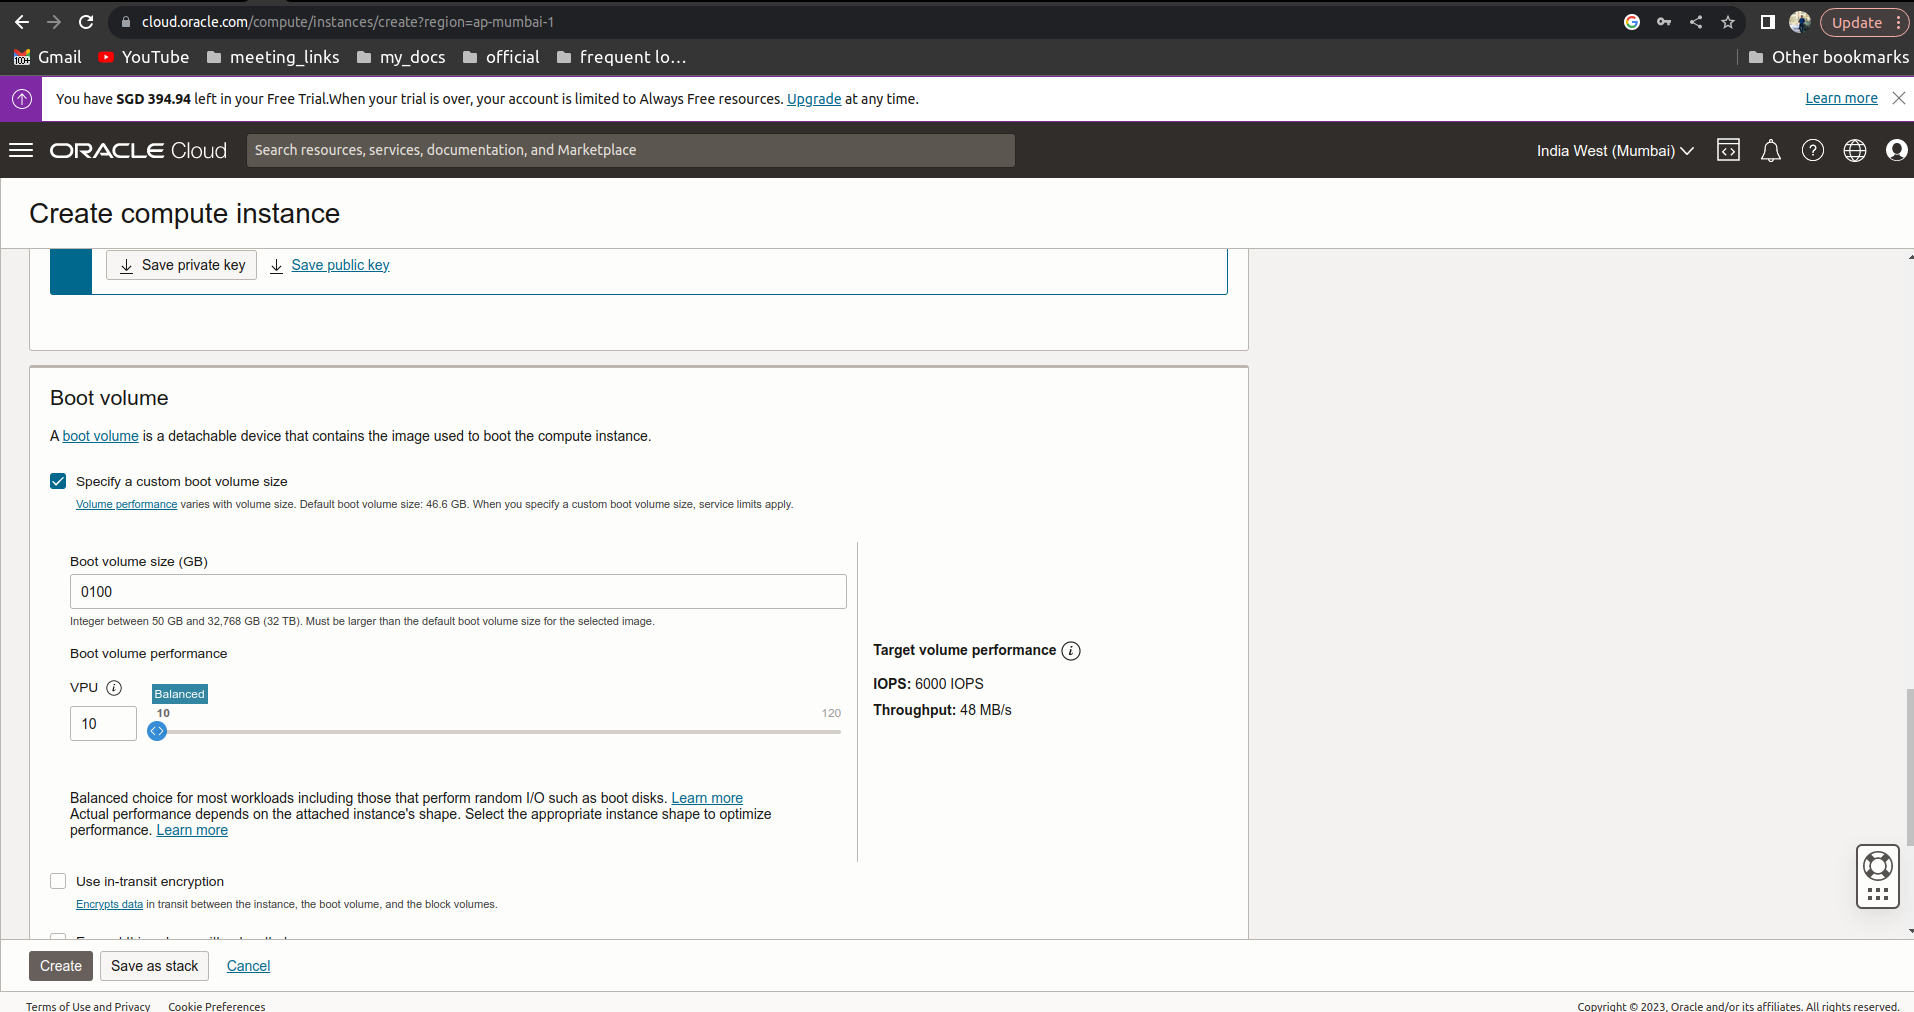 cloud.oracle.com/compute/instances/create?region=ap-mumbai-1
Update
Gmail YouTube meeting_links my_docs official frequent lo... Other bookmarks
You have SGD 394.94 left in your Free Trial.When your trial is over, your account is limited to Always Free resources. Upgrade at any time.
Learn more
ORACLE Cloud
Search resources, services, documentation, and Marketplace
India West (Mumbai)
Create compute instance
Save private key Save public key
Boot volume
A boot volume is a detachable device that contains the image used to boot the compute instance.
Specify a custom boot volume size
Volume performance varies with volume size. Default boot volume size: 46.6 GB. When you specify a custom boot volume size, service limits apply.
Boot volume size (GB)
0100
Integer between 50 GB and 32,768 GB (32 TB). Must be larger than the default boot volume size for the selected image.
Boot volume performance
VPU
Balanced
10
120
10
Target volume performance
IOPS: 6000 IOPS
Throughput: 48 MB/s
Balanced choice for most workloads including those that perform random I/O such as boot disks. Learn more
Actual performance depends on the attached instance's shape. Select the appropriate instance shape to optimize
performance. Learn more
Use in-transit encryption
Encrypts data in transit between the instance, the boot volume, and the block volumes.
Create Save as stack Cancel
Terms of Use and Privacy Cookie Preferences
Copyright © 2023, Oracle and/or its affiliates. All rights reserved.